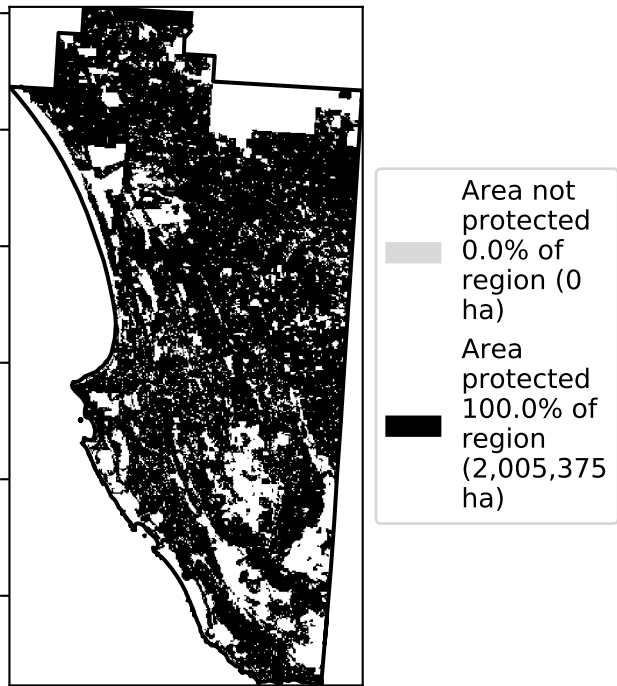 Area not
protected
0.0% of
region (0
ha)
Area
protected
100.0% of
region
(2,005,375
ha)